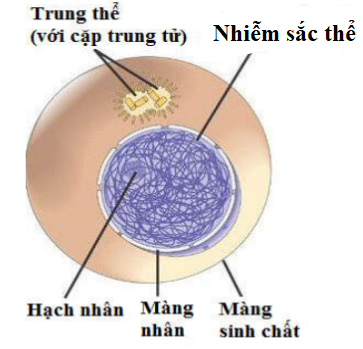 Trung thể
(với cặp trung tử)
Nhiễm sắc thể
Hạch nhân
Màng
nhân
Màng
sinh chất